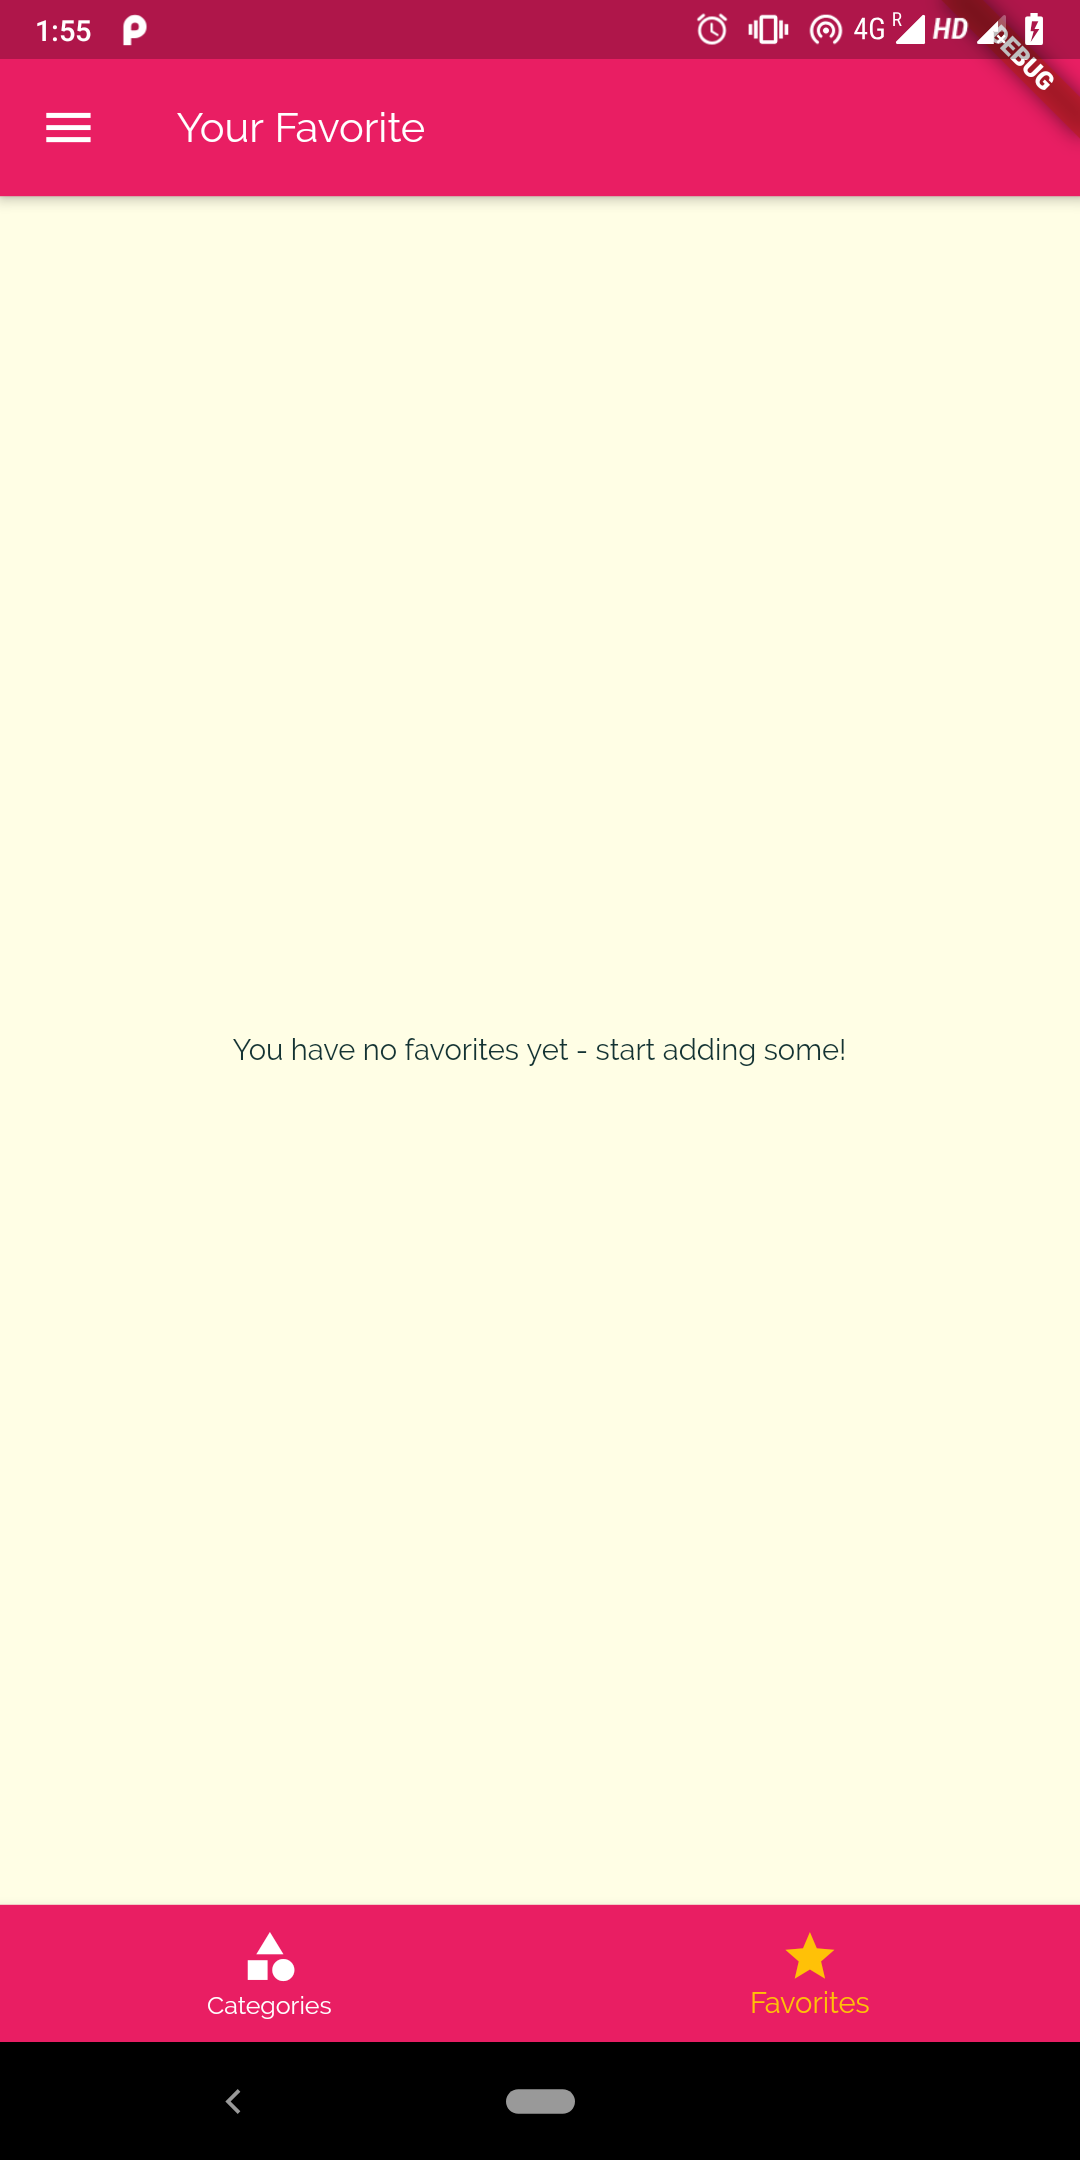 1:55 4G R HD
DEBUG
Your Favorite
You have no favorites yet - start adding some!
Categories
Favorites